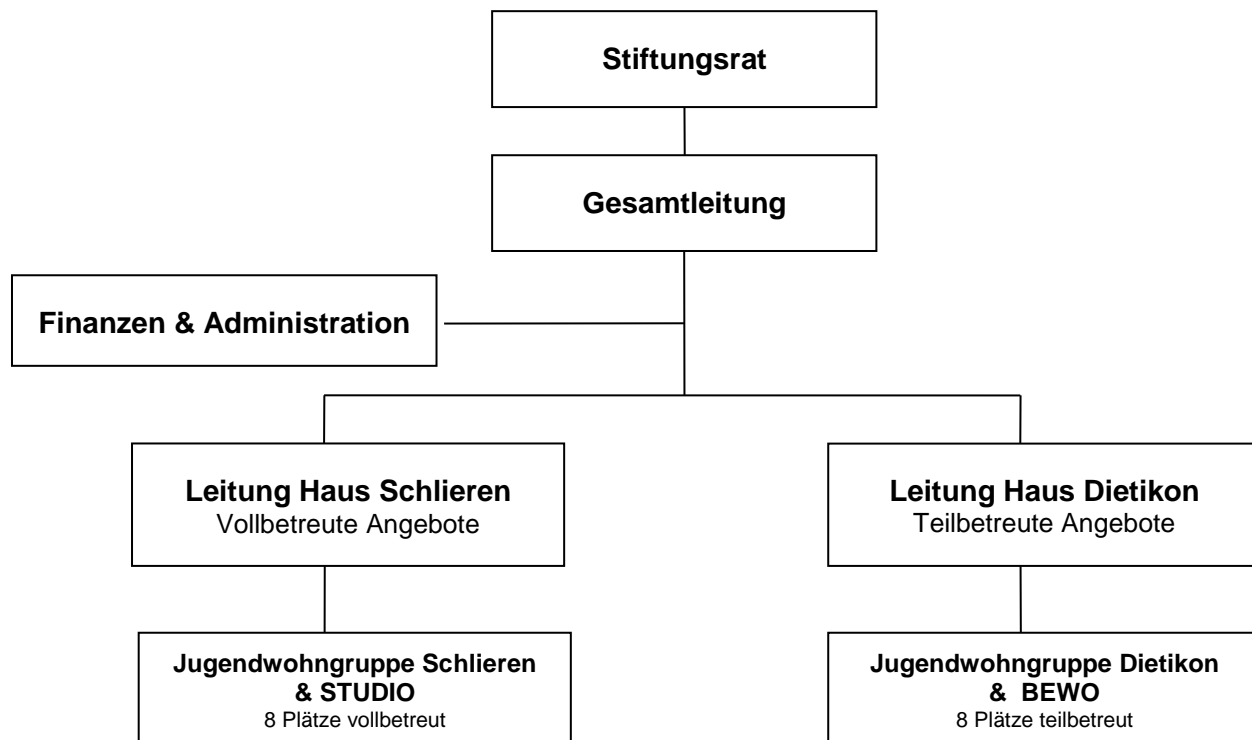 Stiftungsrat
Gesamtleitung
Finanzen & Administration
Leitung Haus Schlieren
Vollbetreute Angebote
Leitung Haus Dietikon
Teilbetreute Angebote
Jugendwohngruppe Schlieren
& STUDIO
8 Plätze vollbetreut
Jugendwohngruppe Dietikon
& BEWO
8 Plätze teilbetreut